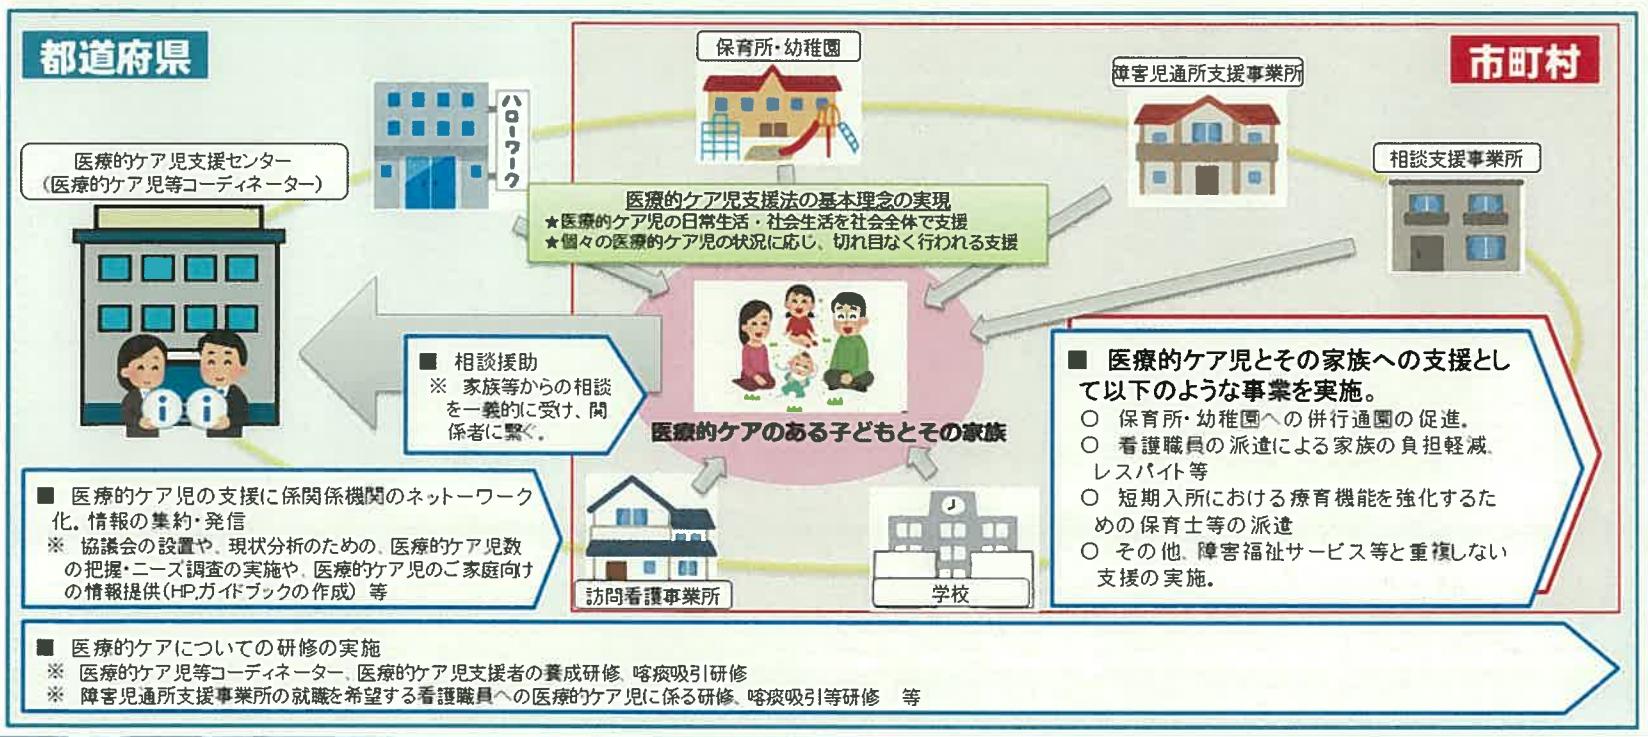 都道府県
市町村
保育所・幼稚園
障害児通所支援事業所
相談支援事業所
ハローワーク
医療的ケア児支援センター
(医療的ケア児等コーディネーター)
医療的ケア児支援法の基本理念の実現
★医療的ケア児の日常生活・社会生活を社会全体で支援
★個々の医療的ケア児の状況に応じ、切れ目なく行われる支援
■ 相談援助
※ 家族等からの相談
を一義的に受け、関
係者に繋ぐ。
医療的ケアのある子どもとその家族
■ 医療的ケア児とその家族への支援とし
て以下のような事業を実施。
○ 保育所・幼稚園への併行通園の促進。
○ 看護職員の派遣による家族の負担軽減、
レスパイト等
○ 短期入所における療育機能を強化するた
めの保育士等の派遣
○ その他、障害福祉サービス等と重複しない
支援の実施。
■ 医療的ケア児の支援に係関係機関のネットーワーク
化。情報の集約・発信
※ 協議会の設置や、現状分析のための、医療的ケア児数
の把握・ニーズ調査の実施や、医療的ケア児のご家庭向け
の情報提供(HP,ガイドブックの作成) 等
訪問看護事業所
学校
■ 医療的ケアについての研修の実施
※ 医療的ケア児等コーディネーター、医療的ケア児支援者の養成研修、喀痰吸引研修
※ 障害児通所支援事業所の就職を希望する看護職員への医療的ケア児に係る研修、喀痰吸引等研修 等